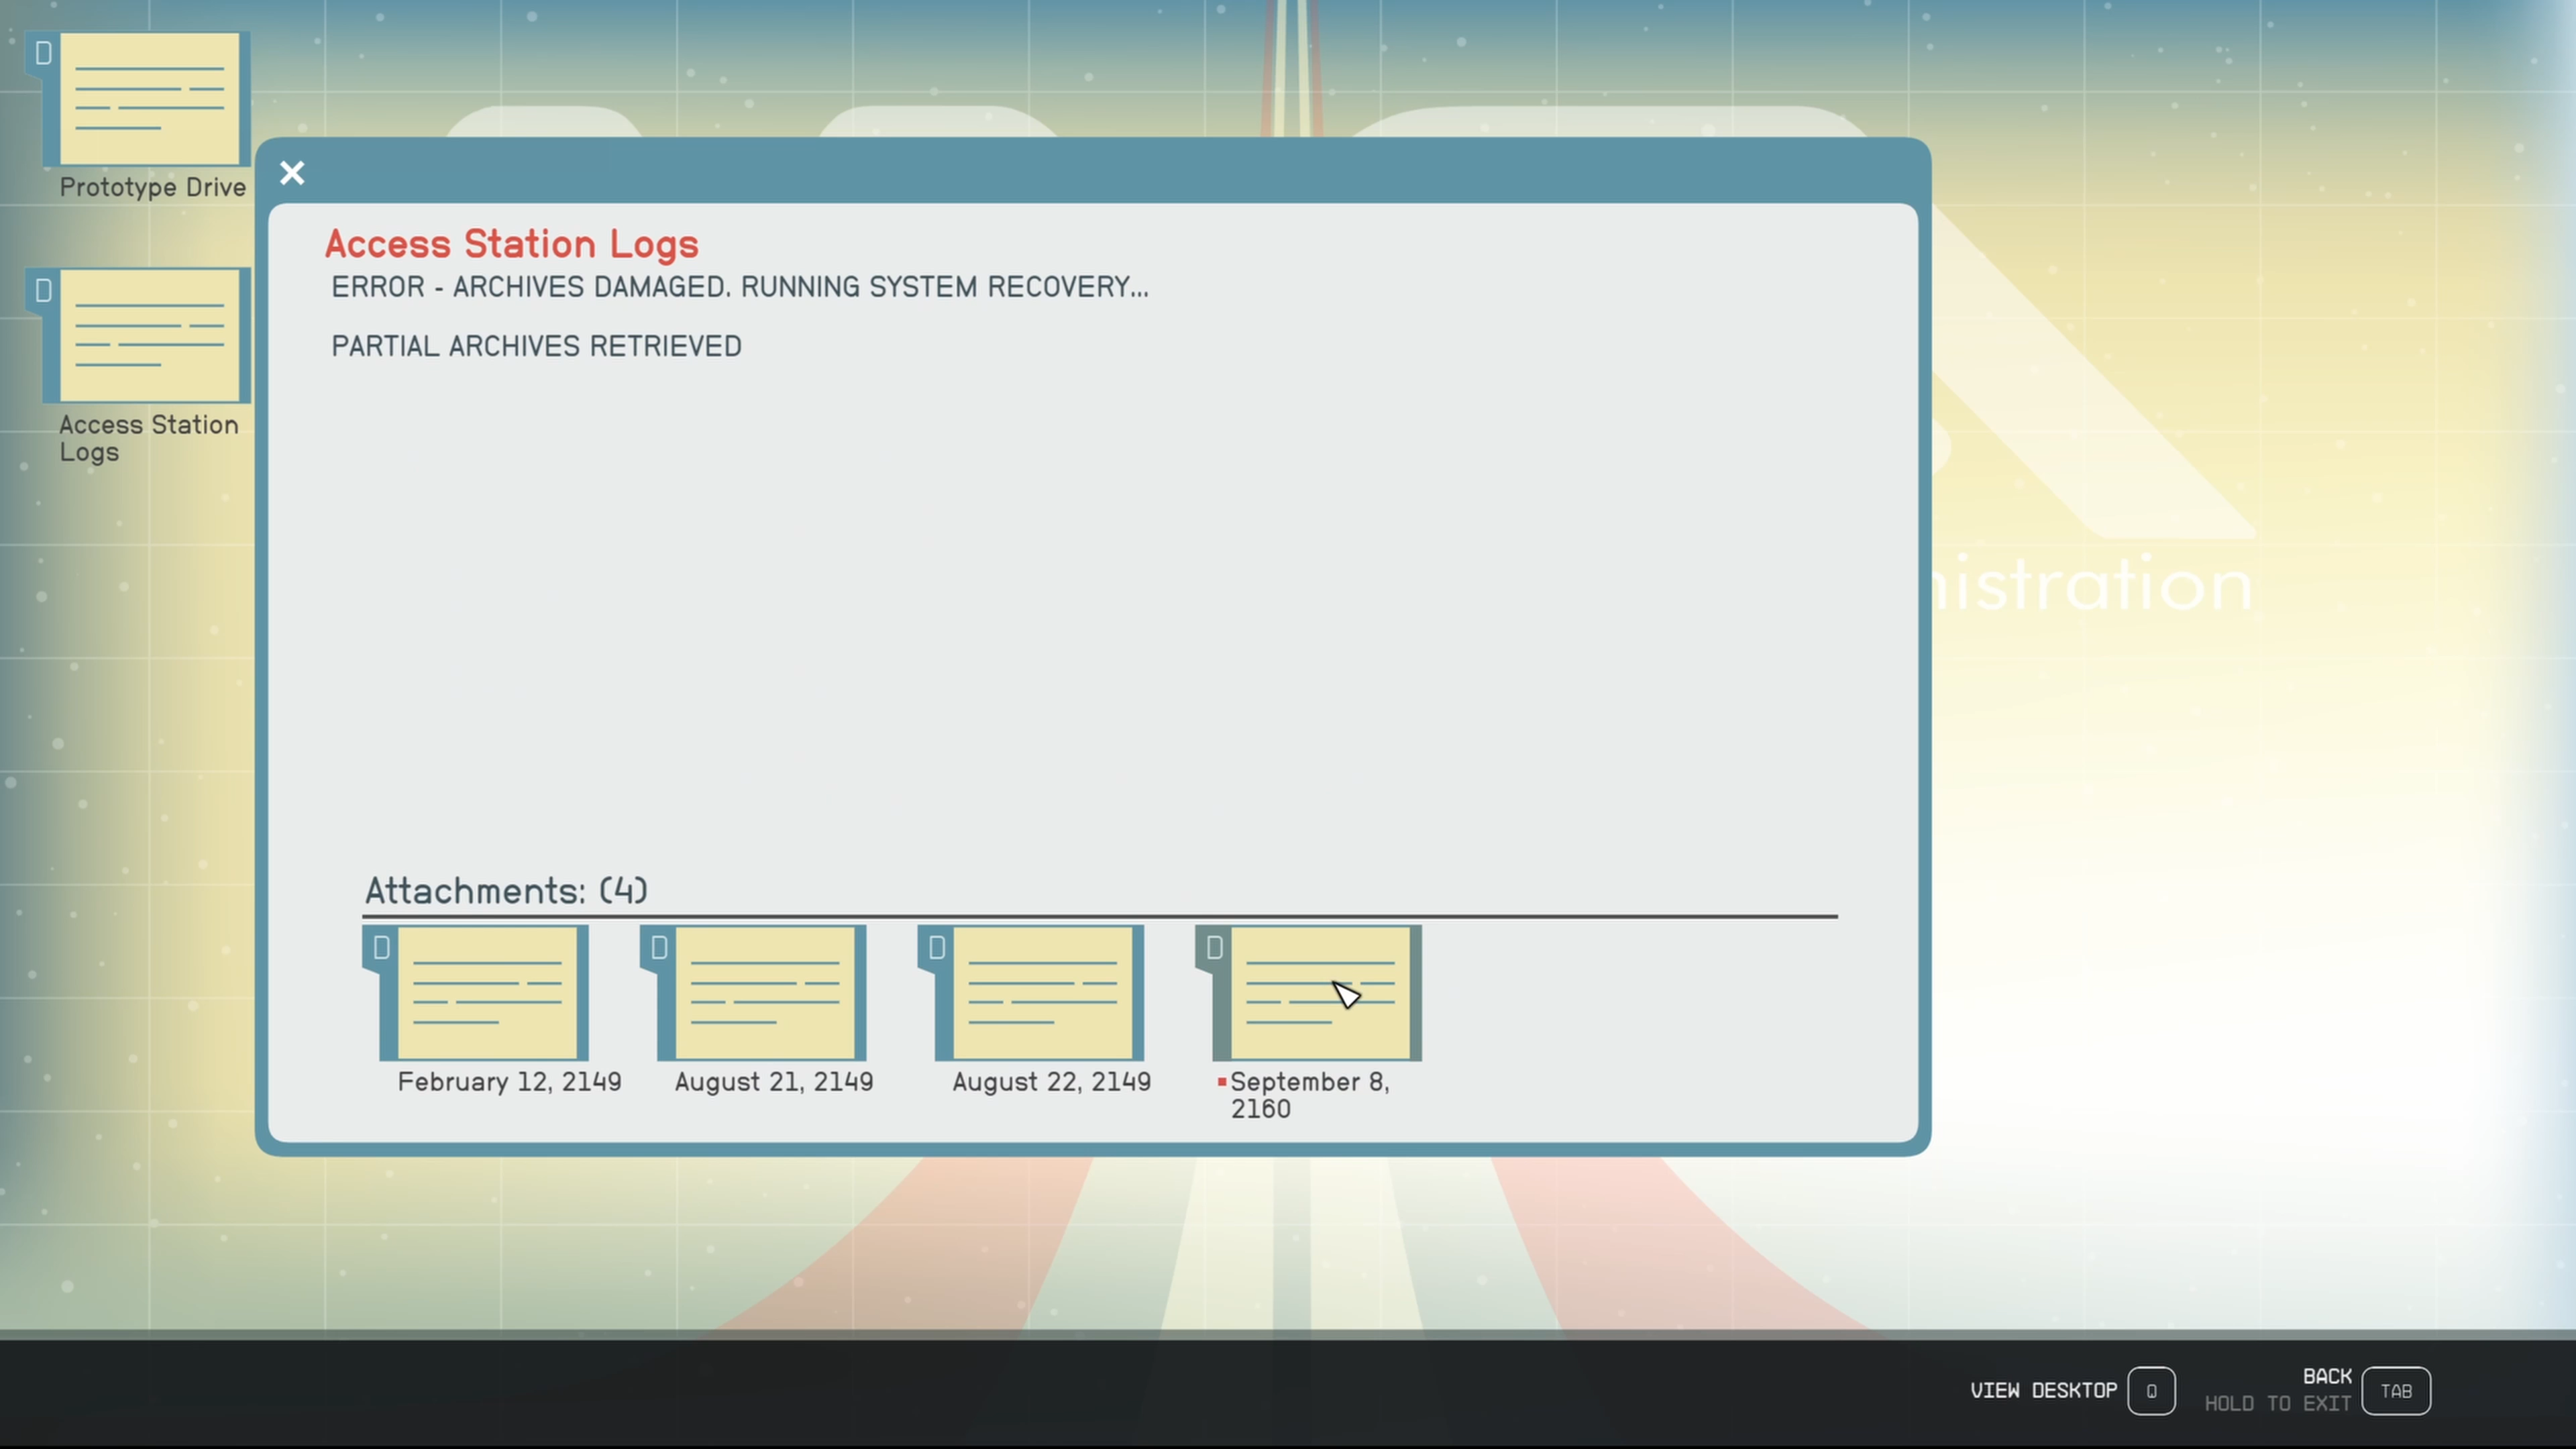 D
Prototype Drive
D
Access Station
Logs
Access Station Logs
ERROR - ARCHIVES DAMAGED. RUNNING SYSTEM RECOVERY...
PARTIAL ARCHIVES RETRIEVED
nistration
Attachments: (4)
D
D
D
D
February 12, 2149
August 21, 2149
August 22, 2149
September 8,
2160
VIEW DESKTOP Q
BACK
HOLD TO EXIT
TAB